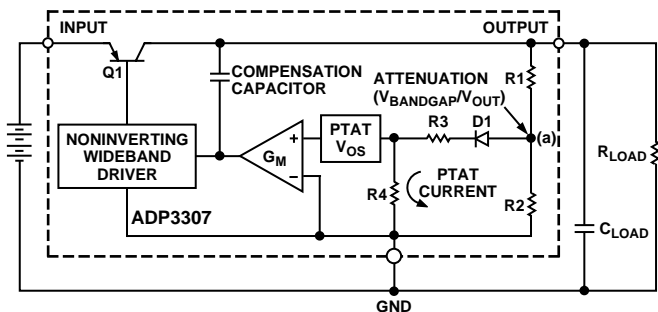 INPUT
OUTPUT
Q1
COMPENSATION
CAPACITOR
ATTENUATION
(VBANDGAP/VOUT)
R1
PTAT
VOS
R3
D1
(a)
NONINVERTING
WIDEBAND
DRIVER
GM
+
−
R4
PTAT
CURRENT
R2
RLOAD
CLOAD
ADP3307
GND